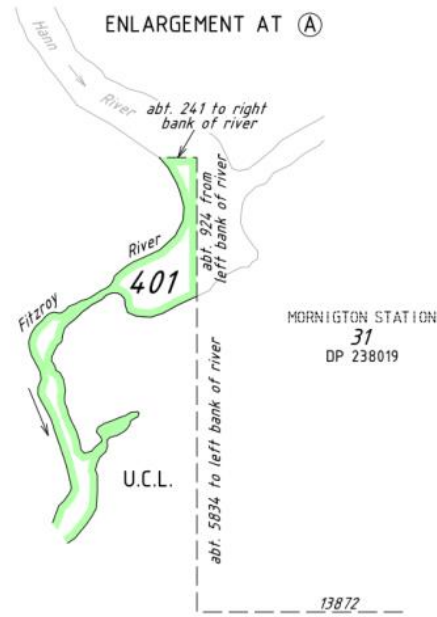 ENLARGEMENT AT A
Hann
River
abt. 241 to right
bank of river
abt. 924 from
left bank of river
River
401
Fitzroy
MORNIGTON STATION
31
DP 238019
U.C.L.
abt. 5834 to left bank of river
13872